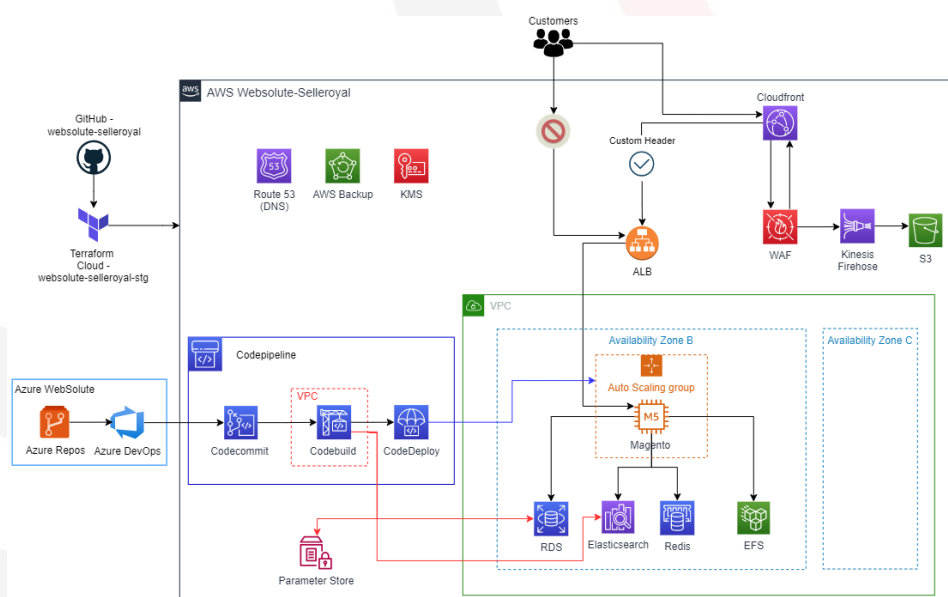 Customers
aws
AWS Websolute-Selleroyal
Cloudfront
GitHub -
websolute-selleroyal
Custom Header
53
Route 53
(DNS)
AWS Backup
KMS
Terraform
Cloud -
websolute-selleroyal-stg
ALB
WAF
Kinesis
Firehose
S3
VPC
Availability Zone B
Availability Zone C
Codepipeline
Auto Scaling group
Azure WebSolute
VPC
M5
Magento
Azure Repos
Azure DevOps
Codecommit
Codebuild
CodeDeploy
RDS
Elasticsearch
Redis
EFS
Parameter Store